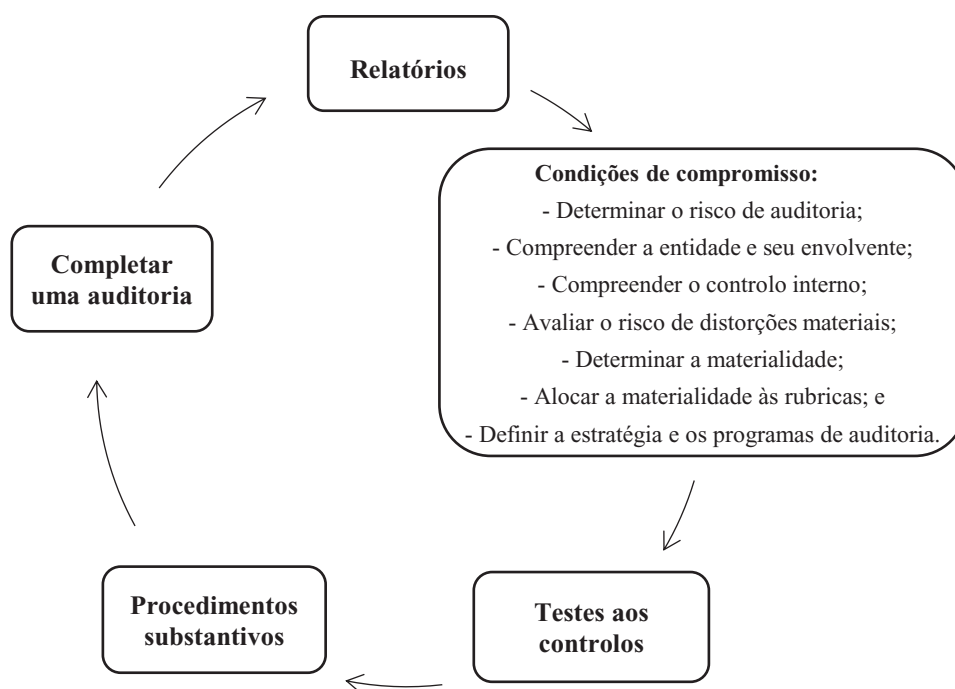 Relatórios
Condições de compromisso:
- Determinar o risco de auditoria;
- Compreender a entidade e seu envolvente;
- Compreender o controlo interno;
- Avaliar o risco de distorções materiais;
- Determinar a materialidade;
- Alocar a materialidade às rubricas; e
- Definir a estratégia e os programas de auditoria.
Testes aos
controlos
Procedimentos
substantivos
Completar
uma auditoria